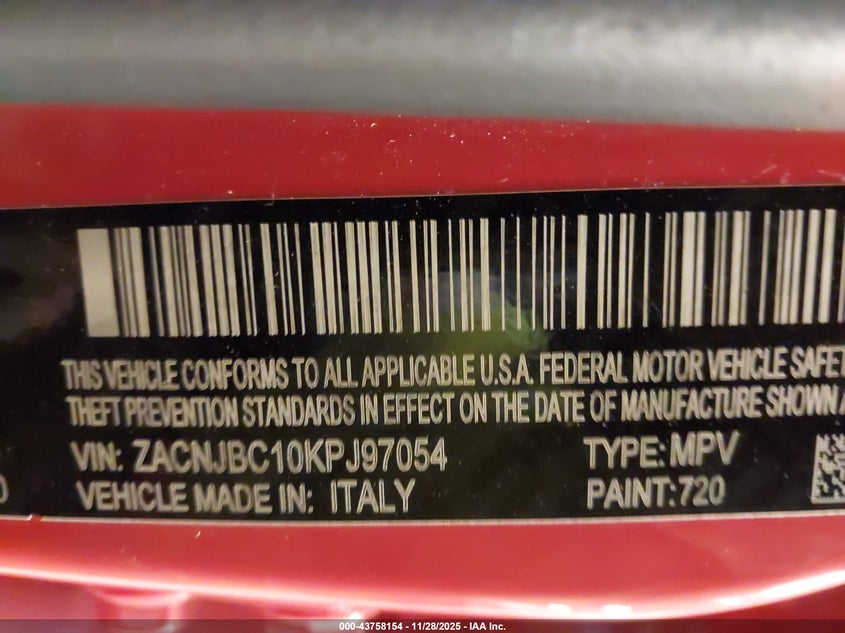 THIS VEHICLE CONFORMS TO ALL APPLICABLE U.S.A. FEDERAL MOTOR VEHICLE SAFET
THEFT PREVENTION STANDARDS IN EFFECT ON THE DATE OF MANUFACTURE SHOWN
VIN: ZACNJBC10KPJ97054 TYPE: MPV
VEHICLE MADE IN: ITALY PAINT: 720
000-43758154 - 11/28/2025 - IAA Inc.